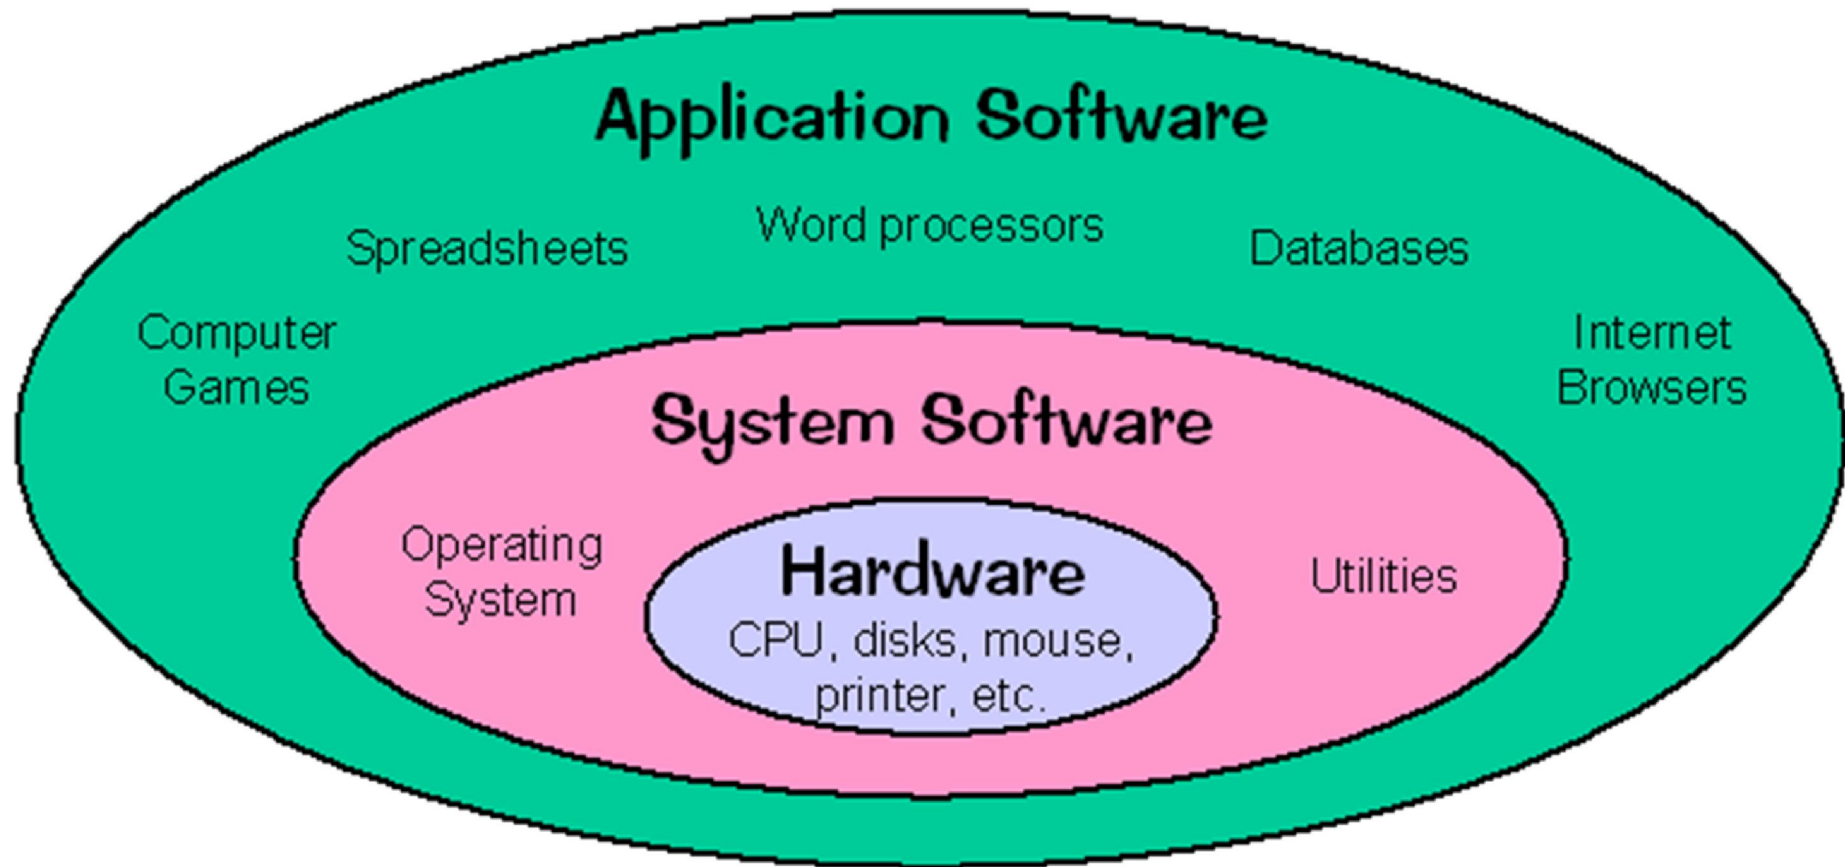 Application Software
Word processors
Spreadsheets
Databases
Computer
Games
Internet
Browsers
System Software
Operating
System
Utilities
Hardware
CPU, disks, mouse,
printer, etc.